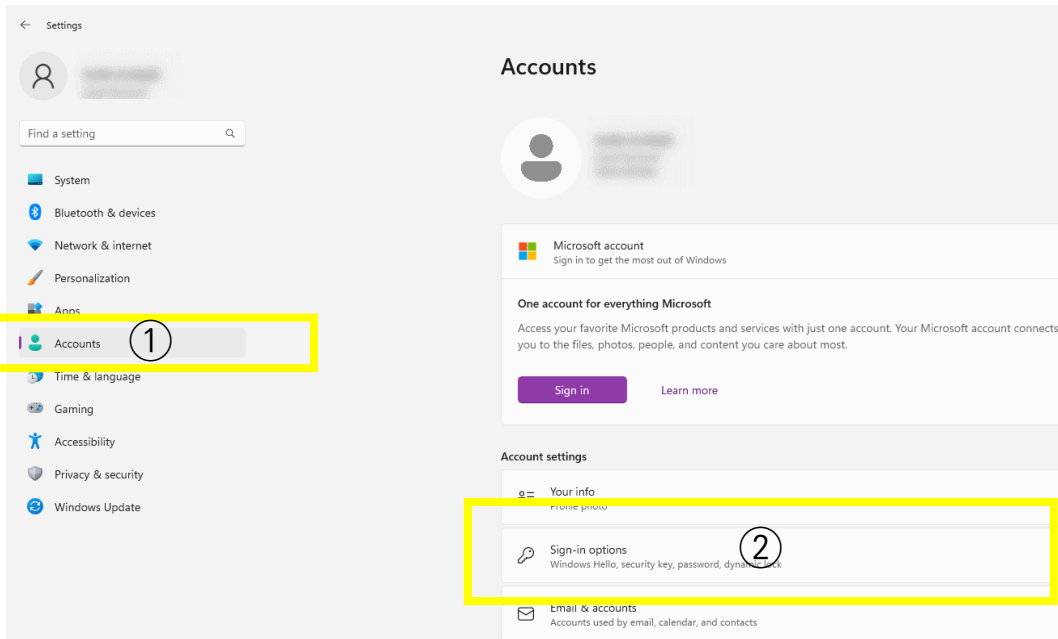 Settings
Find a setting
System
Bluetooth & devices
Network & internet
Personalization
Apps
Accounts ①
Time & language
Gaming
Accessibility
Privacy & security
Windows Update
Accounts
Microsoft account
Sign in to get the most out of Windows
One account for everything Microsoft
Access your favorite Microsoft products and services with just one account. Your Microsoft account connects
you to the files, photos, people, and content you care about most.
Sign in
Learn more
Account settings
Your info
Profile photo
Sign-in options ②
Windows Hello, security key, password, dynamic lock
Email & accounts
Accounts used by email, calendar, and contacts